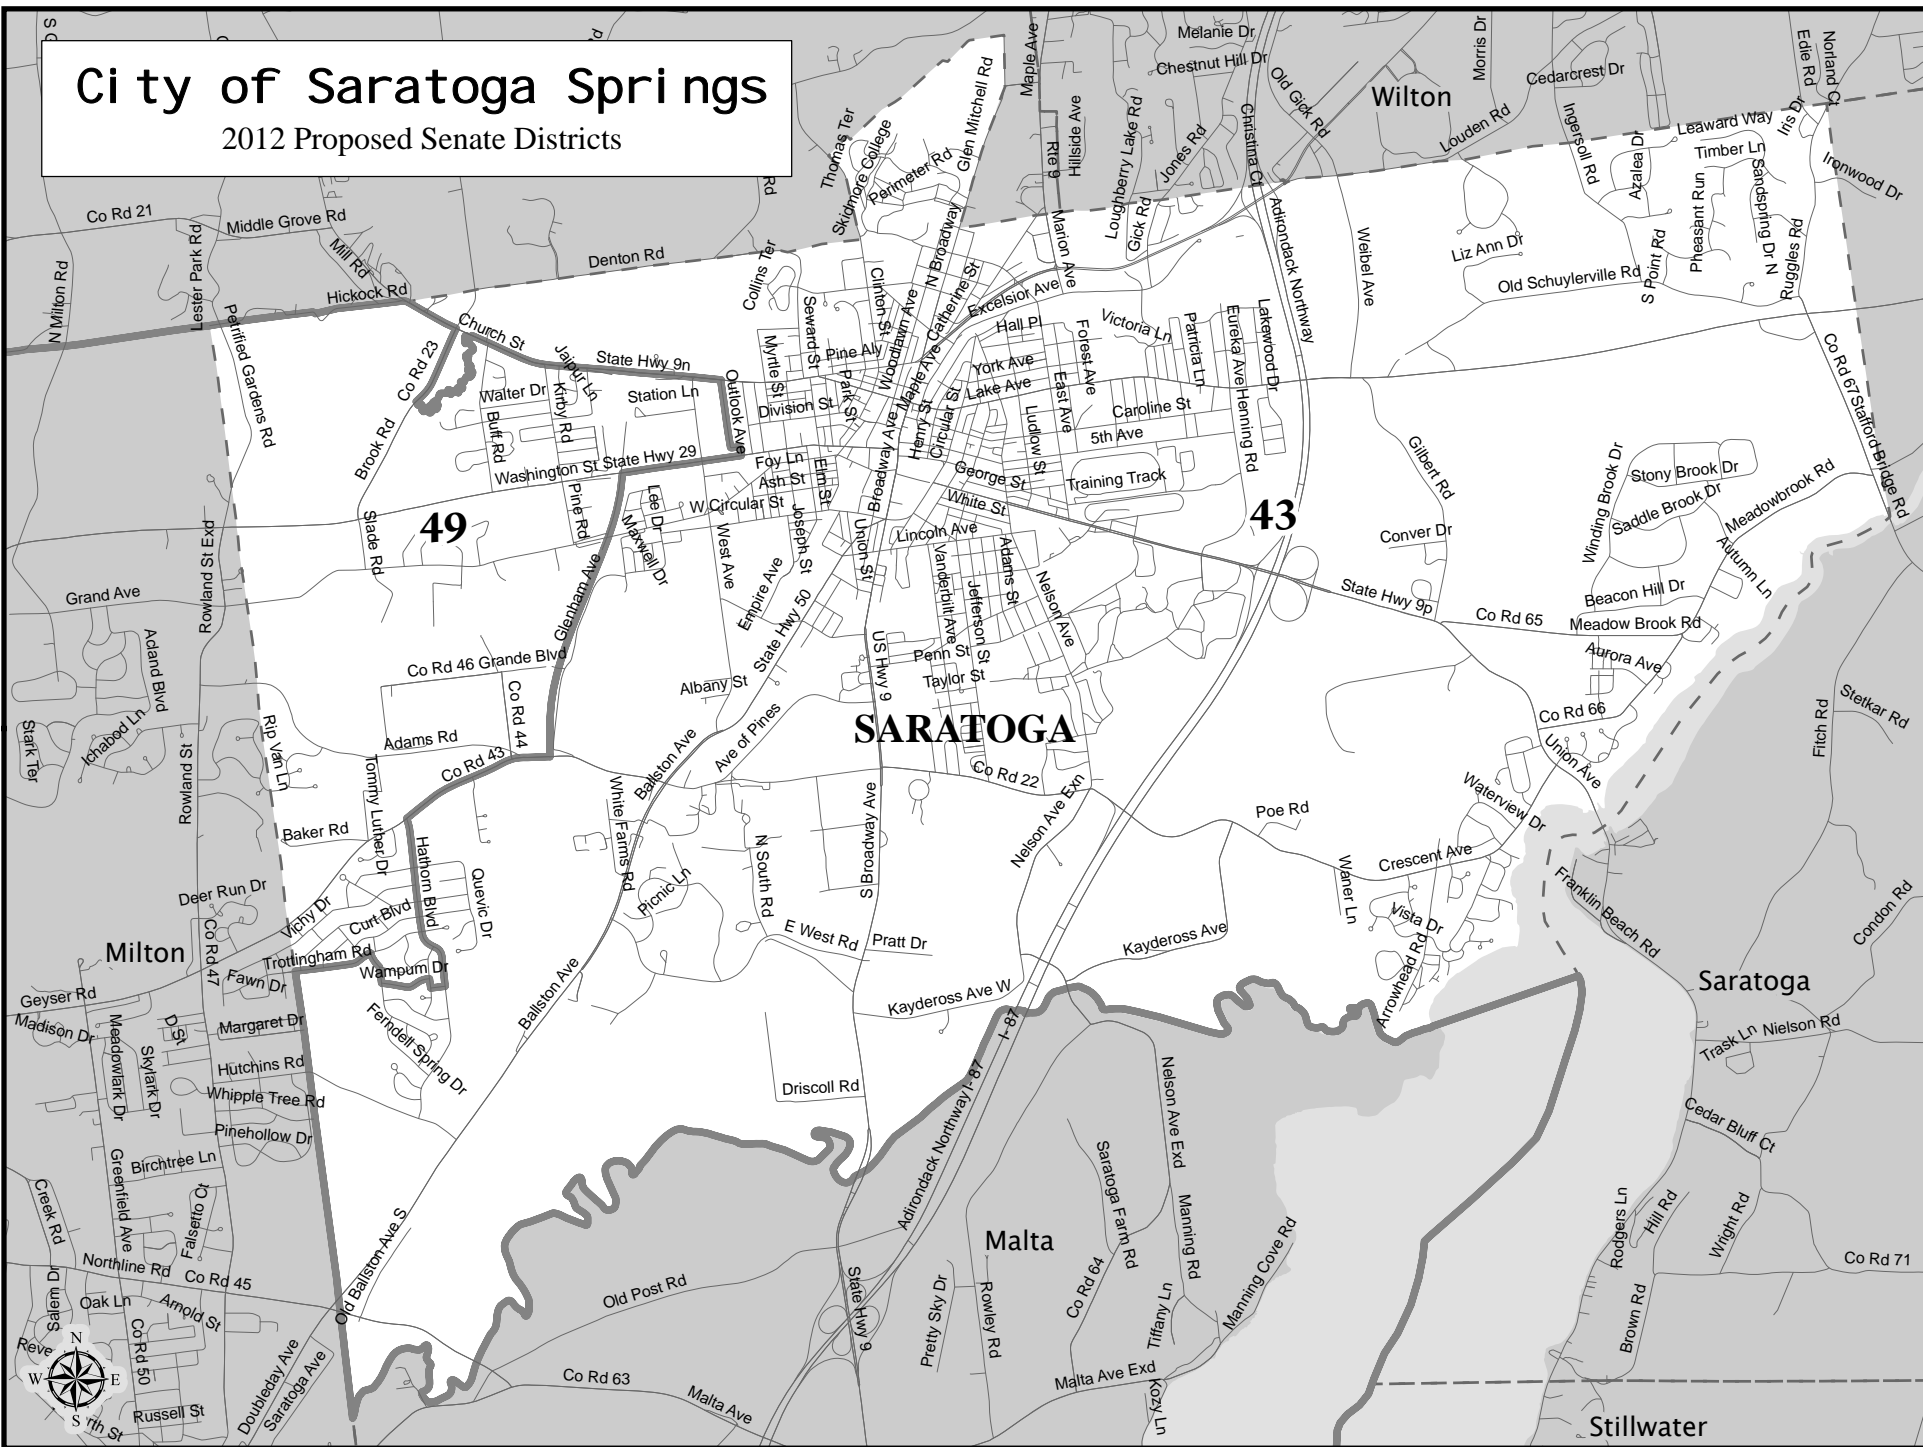 City of Saratoga Springs
2012 Proposed Senate Districts
Melanie Dr
Chestnut Hill Dr
Maple Ave
Old Gick Rd
Wilton
Morris Dr
Cedarcrest Dr
Edie Rd
Norland Ct
Louden Rd
Ingersoll Rd
Leaward Way
Iris Dr
Timber Ln
Azalea Dr
Ironwood Dr
Thomas Ter
Skidmore College
Perimeter Rd
Glen Mitchell Rd
Rte 9
Hillside Ave
Loughberry Lake Rd
Jones Rd
Christina Ct
Rd
Co Rd 21
Middle Grove Rd
Mill Rd
Lester Park Rd
N Milton Rd
Hickock Rd
Denton Rd
Collins Ter
Clinton St
N Broadway
Marion Ave
Gick Rd
Adirondack Northway
Weibel Ave
Liz Ann Dr
Old Schuylerville Rd
S Point Rd
Pheasant Run
Sandspring Dr N
Ruggles Rd
Petrified Gardens Rd
Church St
State Hwy 9n
Co Rd 23
Jaipur Ln
Walter Dr
Kirby Rd
Buff Rd
Station Ln
Outlook Ave
Myrtle St
Seward St
Pine Aly
Division St
Park St
Woodlawn Ave
Maple Ave
Catherine St
Excelsior Ave
Hall Pl
York Ave
Lake Ave
Forest Ave
Victoria Ln
Patricia Ln
Eureka Ave
Lakewood Dr
Henning Rd
Caroline St
5th Ave
East Ave
Ludlow St
Circular St
Henry St
Broadway Ave
Co Rd 67
Stafford Bridge Rd
Brook Rd
Washington St
State Hwy 29
Foy Ln
Ash St
Elm St
W Circular St
George St
White St
Training Track
Gilbert Rd
Winding Brook Dr
Stony Brook Dr
Saddle Brook Dr
Meadowbrook Rd
49
43
Slade Rd
Pine Rd
Lee Dr
Maxwell Dr
West Ave
Joseph St
Union St
Lincoln Ave
Adams St
Vanderbilt Ave
Jefferson St
Nelson Ave
Conver Dr
Autumn Ln
Rowland St Exd
Grand Ave
Glenham Ave
Empire Ave
State Hwy 50
State Hwy 9p
Co Rd 65
Beacon Hill Dr
Meadow Brook Rd
Aurora Ave
Acland Blvd
Co Rd 46
Grande Blvd
Co Rd 44
Albany St
US Hwy 9
Penn St
Taylor St
Co Rd 66
Fitch Rd
Stetkar Rd
Stark Ter
Ichabod Ln
Rip Van Ln
Adams Rd
Co Rd 43
Ballston Ave
Ave of Pines
SARATOGA
Co Rd 22
Union Ave
Waterview Dr
Rowland St
Tommy Luther Dr
Baker Rd
White Farms Rd
S Broadway Ave
Nelson Ave Exn
Poe Rd
Crescent Ave
Deer Run Dr
Vichy Dr
Curt Blvd
Hathorn Blvd
Quevic Dr
Picnic Ln
N South Rd
Waner Ln
Vista Dr
Franklin Beach Rd
Condon Rd
Milton
Co Rd 47
Trottingham Rd
Wampum Dr
E West Rd
Pratt Dr
Kaydeross Ave
Arrowhead Rd
Saratoga
Geyser Rd
Fawn Dr
Madison Dr
Meadowlark Dr
D St
Margaret Dr
Ferndell Spring Dr
Ballston Ave
Kaydeross Ave W
I- 87
Trask Ln
Nielson Rd
Skylark Dr
Hutchins Rd
Whipple Tree Rd
Driscoll Rd
Adirondack Northway I- 87
Nelson Ave Exd
Pinehollow Dr
Cedar Bluff Ct
Birchtree Ln
Greenfield Ave
Falsetto Ct
Creek Rd
Saratoga Farm Rd
Manning Rd
Rodgers Ln
Hill Rd
Wright Rd
Northline Rd
Co Rd 45
Old Ballston Ave S
Malta
Manning Cove Rd
Co Rd 71
Salem Dr
Oak Ln
Arnold St
Old Post Rd
State Hwy 9
Pretty Sky Dr
Rowley Rd
Co Rd 64
Tiffany Ln
Brown Rd
Reve
N
W
E
S
Co Rd 50
Doubleday Ave
Saratoga Ave
Co Rd 63
Malta Ave
Malta Ave Exd
Kozy Ln
Russell St
rth St
Stillwater